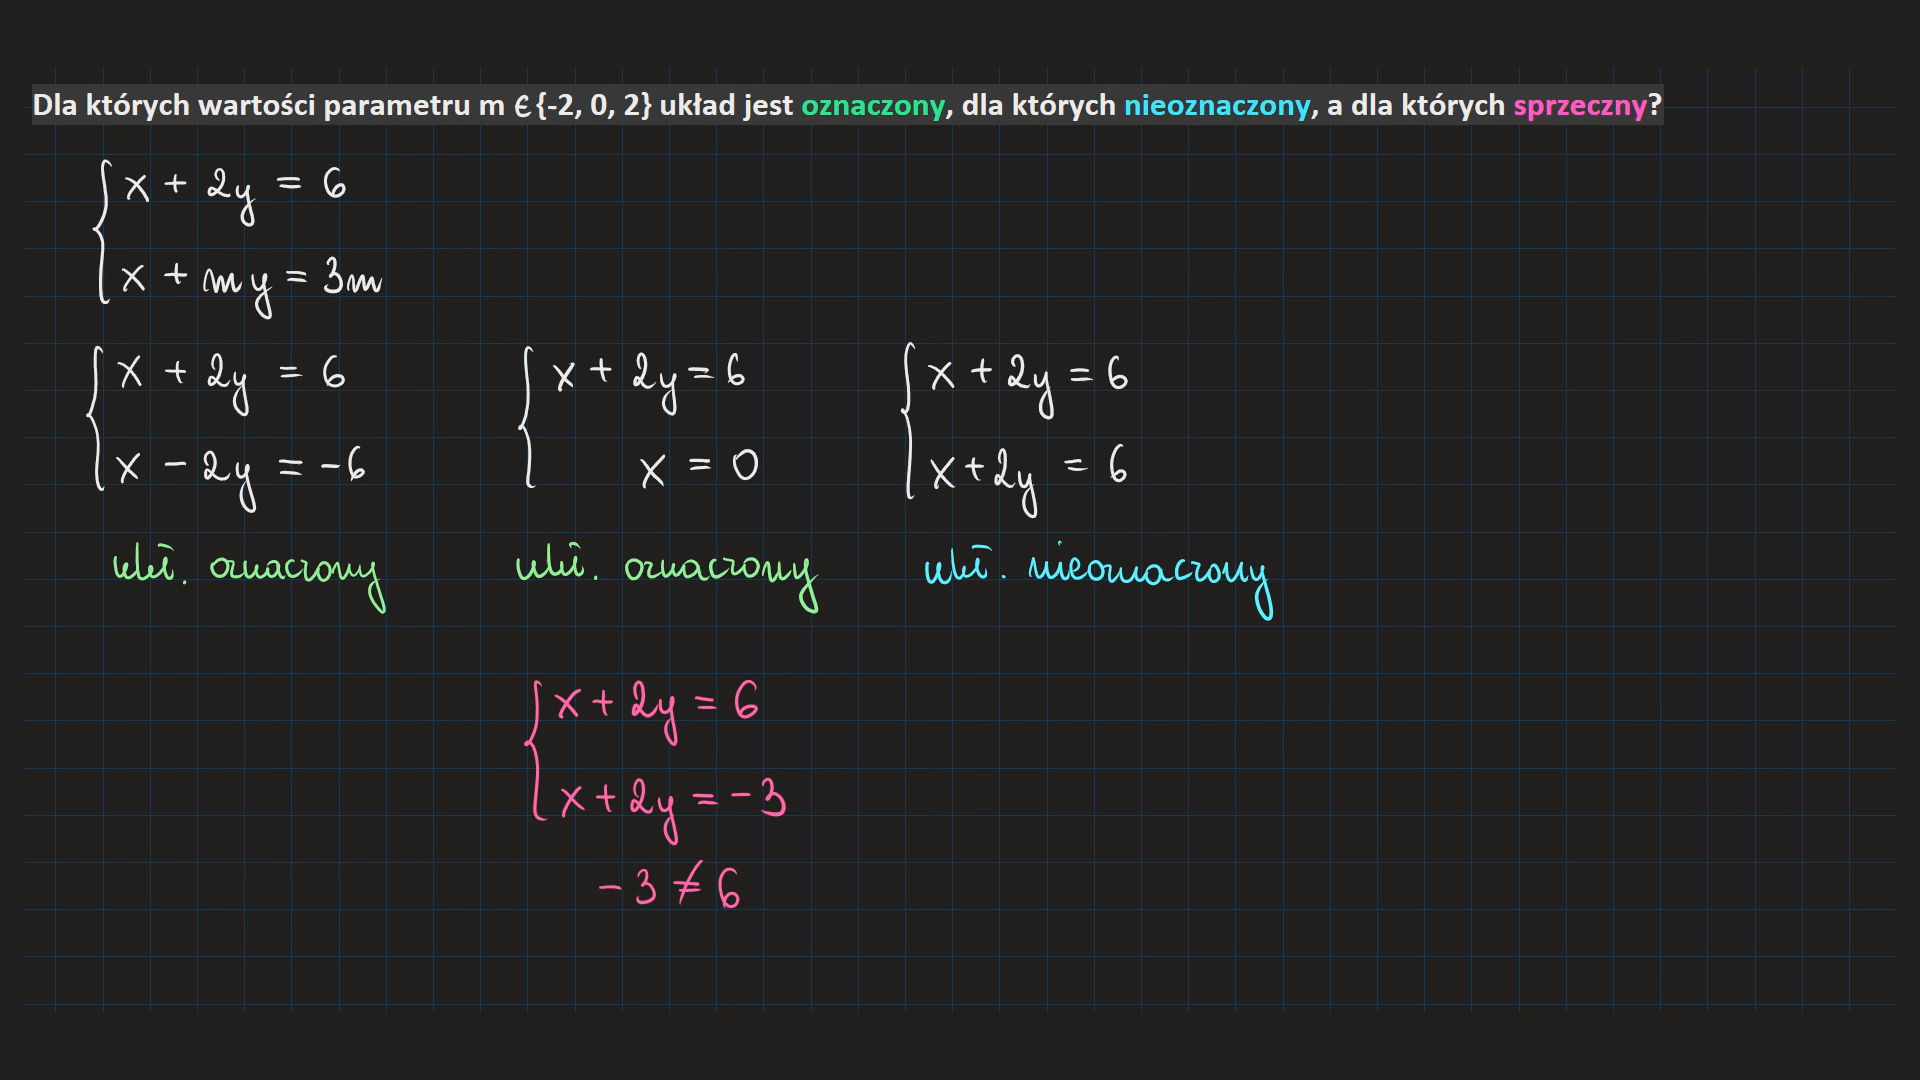 Dla których wartości parametru m ∈ {-2, 0, 2} układ jest oznaczony, dla których nieoznaczony, a dla których sprzeczny?
x + 2y = 6
x + my = 3m
x + 2y = 6
x - 2y = -6
ukł. oznaczony
x + 2y = 6
x = 0
ukł. oznaczony
x + 2y = 6
x + 2y = 6
ukł. nieoznaczony
x + 2y = 6
x + 2y = -3
-3 ≠ 6